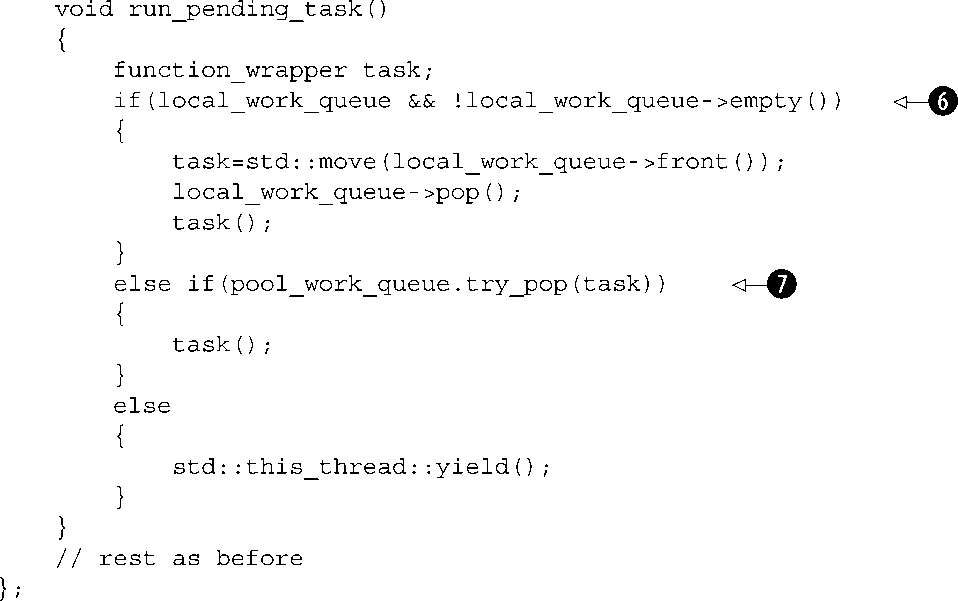 void run_pending_task()
{
function_wrapper task;
if(local_work_queue && !local_work_queue->empty()) 6
{
task=std::move(local_work_queue->front());
local_work_queue->pop();
task();
}
else if(pool_work_queue.try_pop(task)) 7
{
task();
}
else
{
std::this_thread::yield();
}
}
// rest as before
};